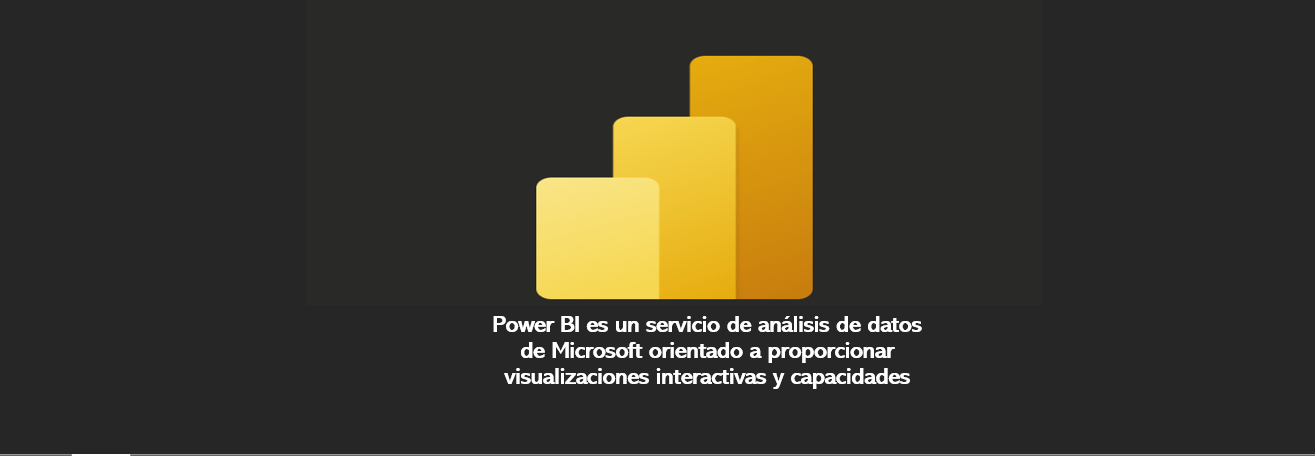 Power BI es un servicio de análisis de datos
de Microsoft orientado a proporcionar
visualizaciones interactivas y capacidades